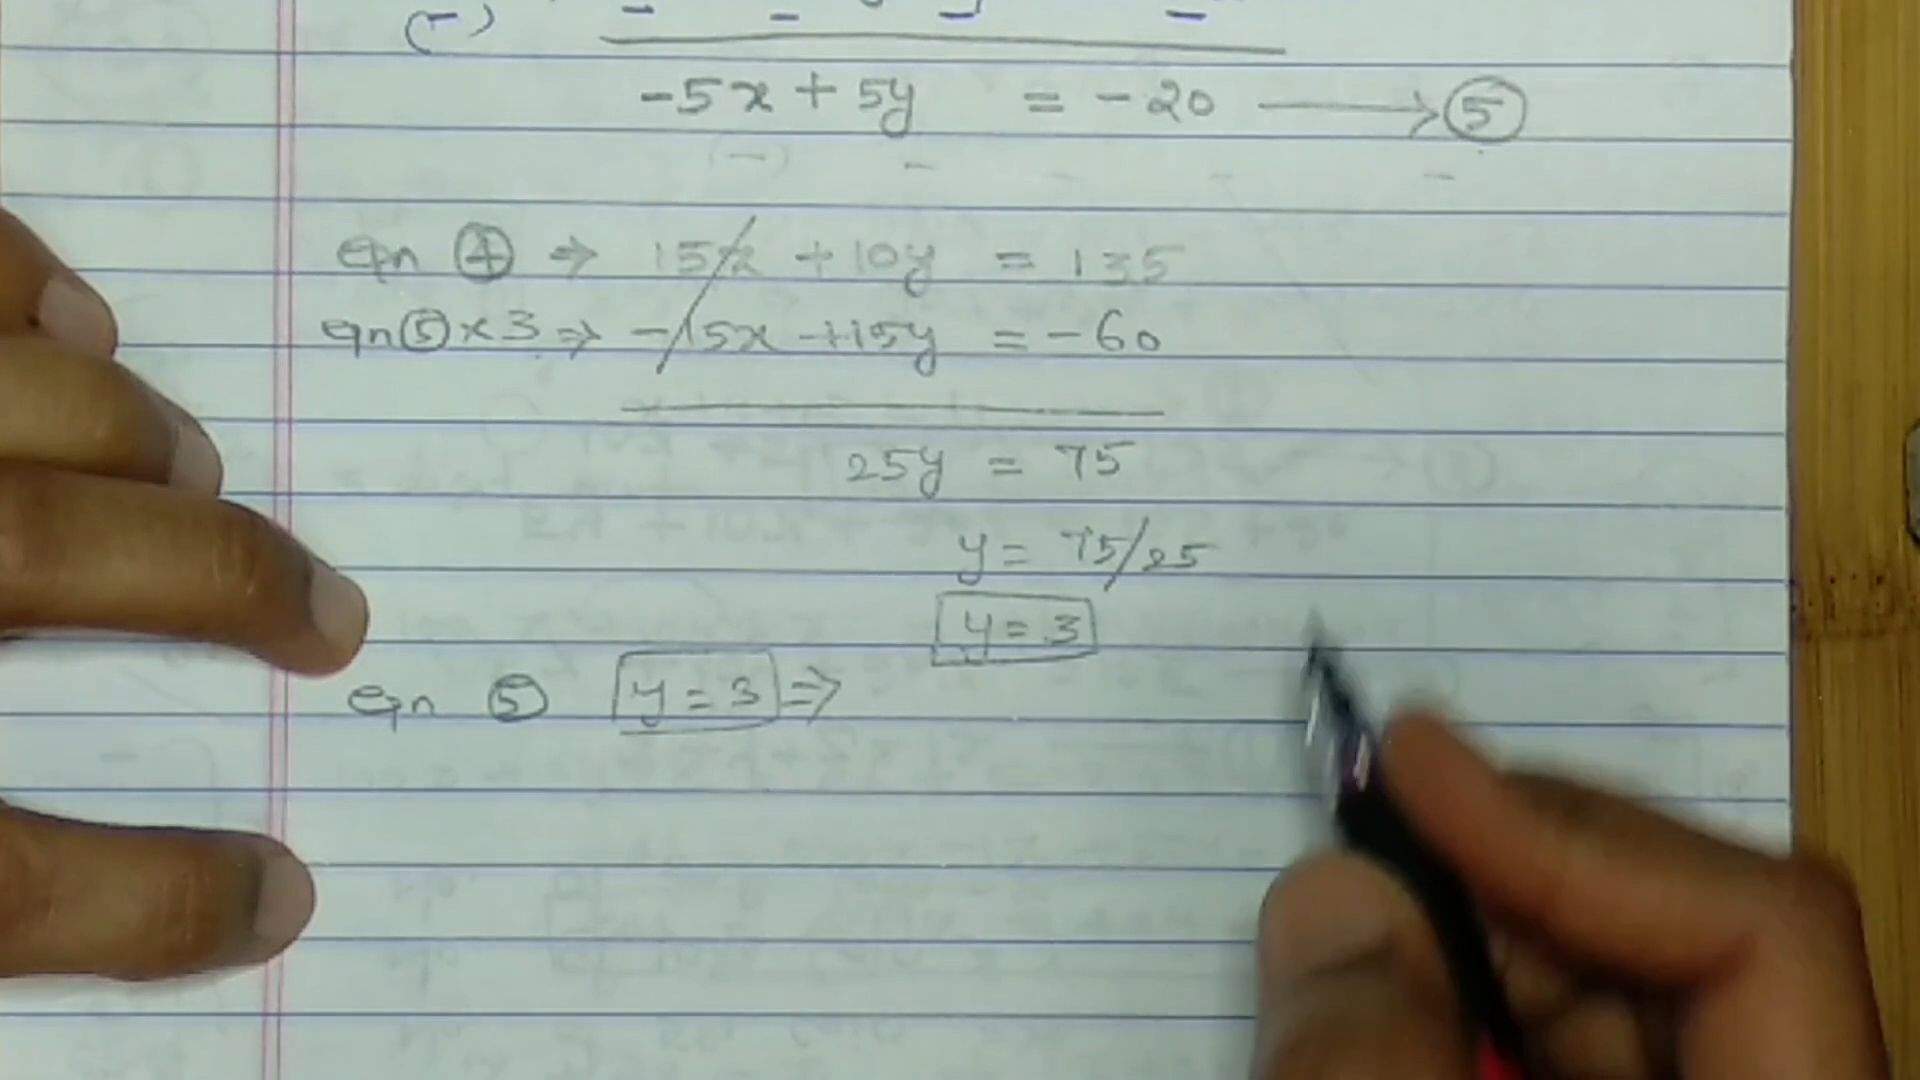 (-) - - - -
-5x + 5y = -20 ⟶ ⑤
eqn ④ ⇒ 15x + 10y = 135
eqn ⑤ x 3 ⇒ -15x + 15y = -60
25y = 75
y = 75/25
y = 3
eqn ⑤ y = 3 ⇒